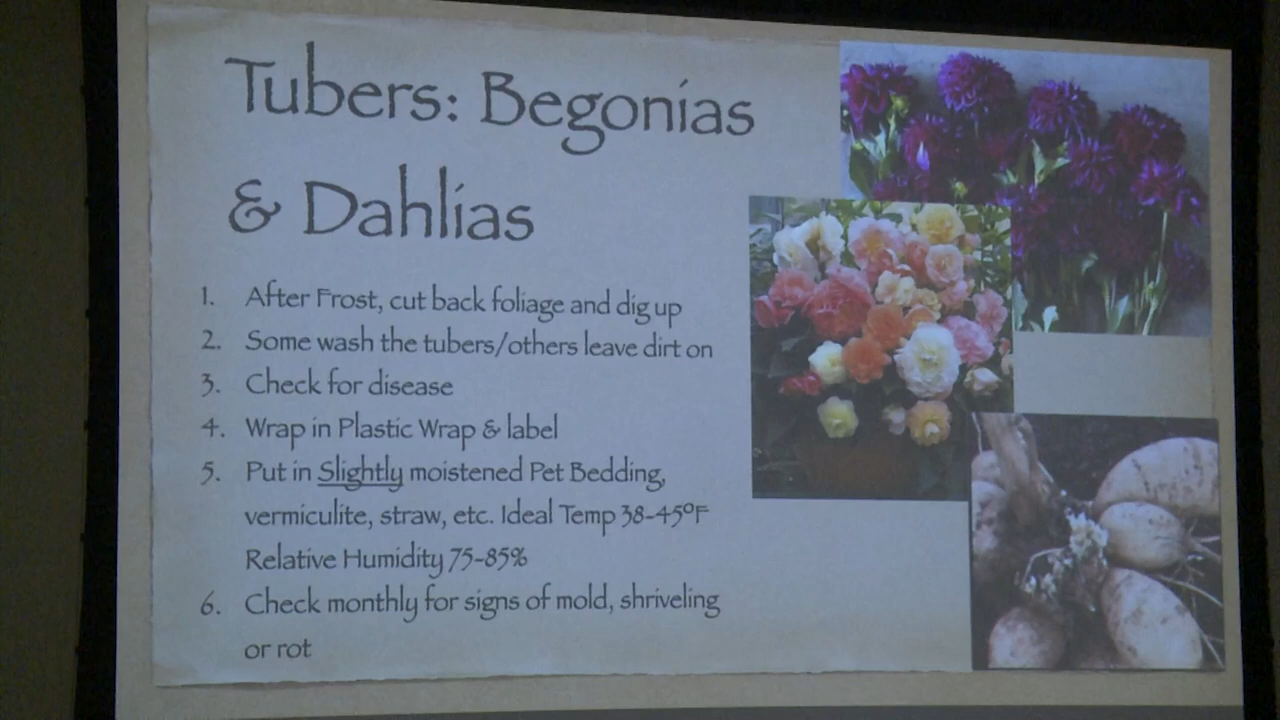 Tubers: Begonias
& Dahlias
1. After Frost, cut back foliage and dig up
2. Some wash the tubers/others leave dirt on
3. Check for disease
4. Wrap in Plastic Wrap & label
5. Put in Slightly moistened Pet Bedding,
vermiculite, straw, etc. Ideal Temp 38-45°F
Relative Humidity 75-85%
6. Check monthly for signs of mold, shriveling
or rot